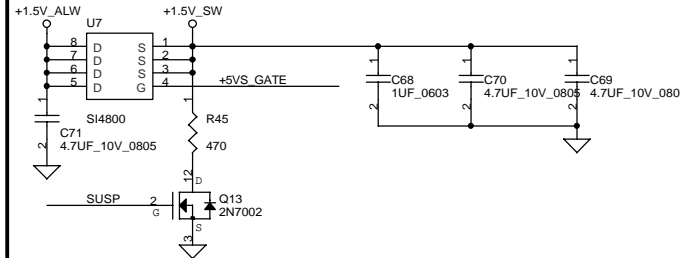 +1.5V_ALW
+1.5V_SW
U7
8 D S 1
7 D S 2
6 D S 3
5 D G 4
+5VS_GATE
SI4800
1
2
C71
4.7UF_10V_0805
1
R45
470
1
2
C68
1UF_0603
1
2
C70
4.7UF_10V_0805
1
2
C69
4.7UF_10V_080
SUSP
2
G
12
D
Q13
2N7002
S
3